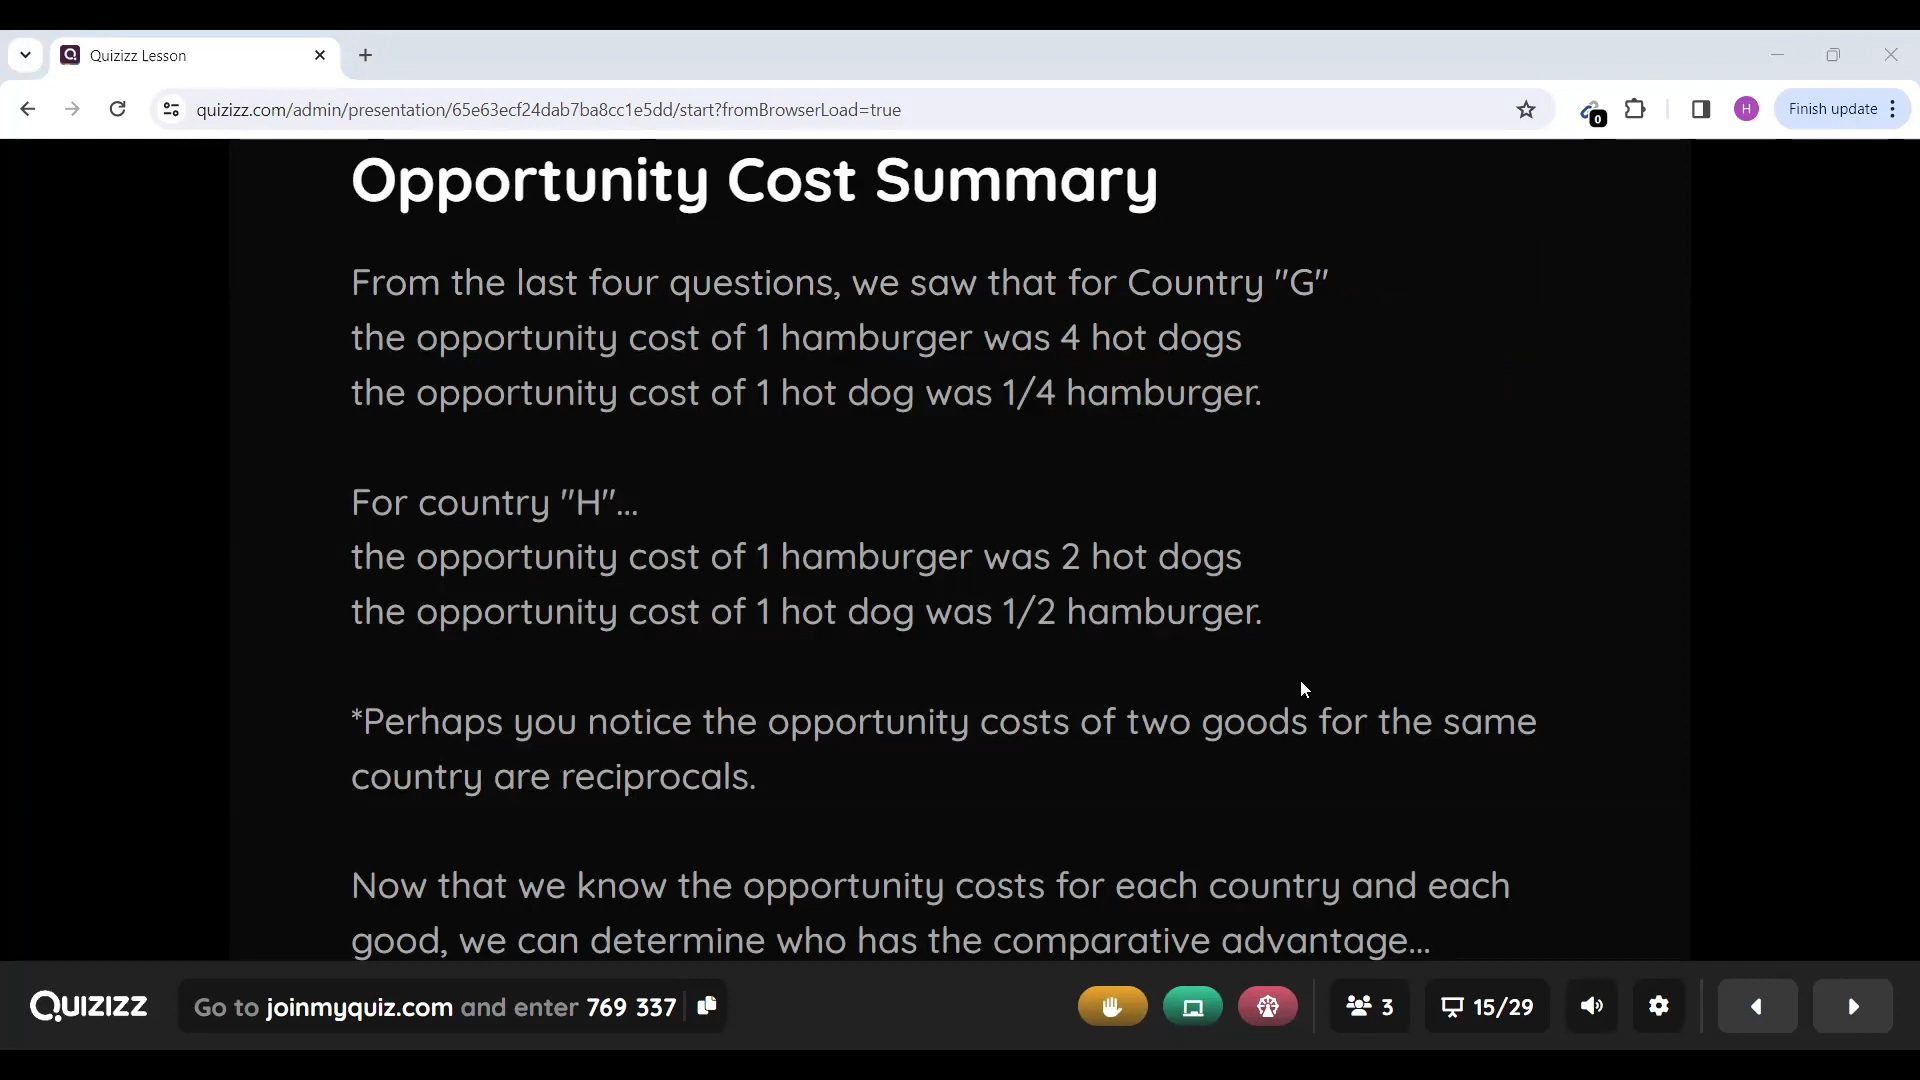 Quizizz Lesson
quizizz.com/admin/presentation/65e63ecf24dab7ba8cc1e5dd/start?fromBrowserLoad=true
0
H
Finish update
Opportunity Cost Summary
From the last four questions, we saw that for Country "G"
the opportunity cost of 1 hamburger was 4 hot dogs
the opportunity cost of 1 hot dog was 1/4 hamburger.
For country "H"...
the opportunity cost of 1 hamburger was 2 hot dogs
the opportunity cost of 1 hot dog was 1/2 hamburger.
*Perhaps you notice the opportunity costs of two goods for the same
country are reciprocals.
Now that we know the opportunity costs for each country and each
good, we can determine who has the comparative advantage...
QUIZIZZ
Go to joinmyquiz.com and enter 769 337
3
15/29